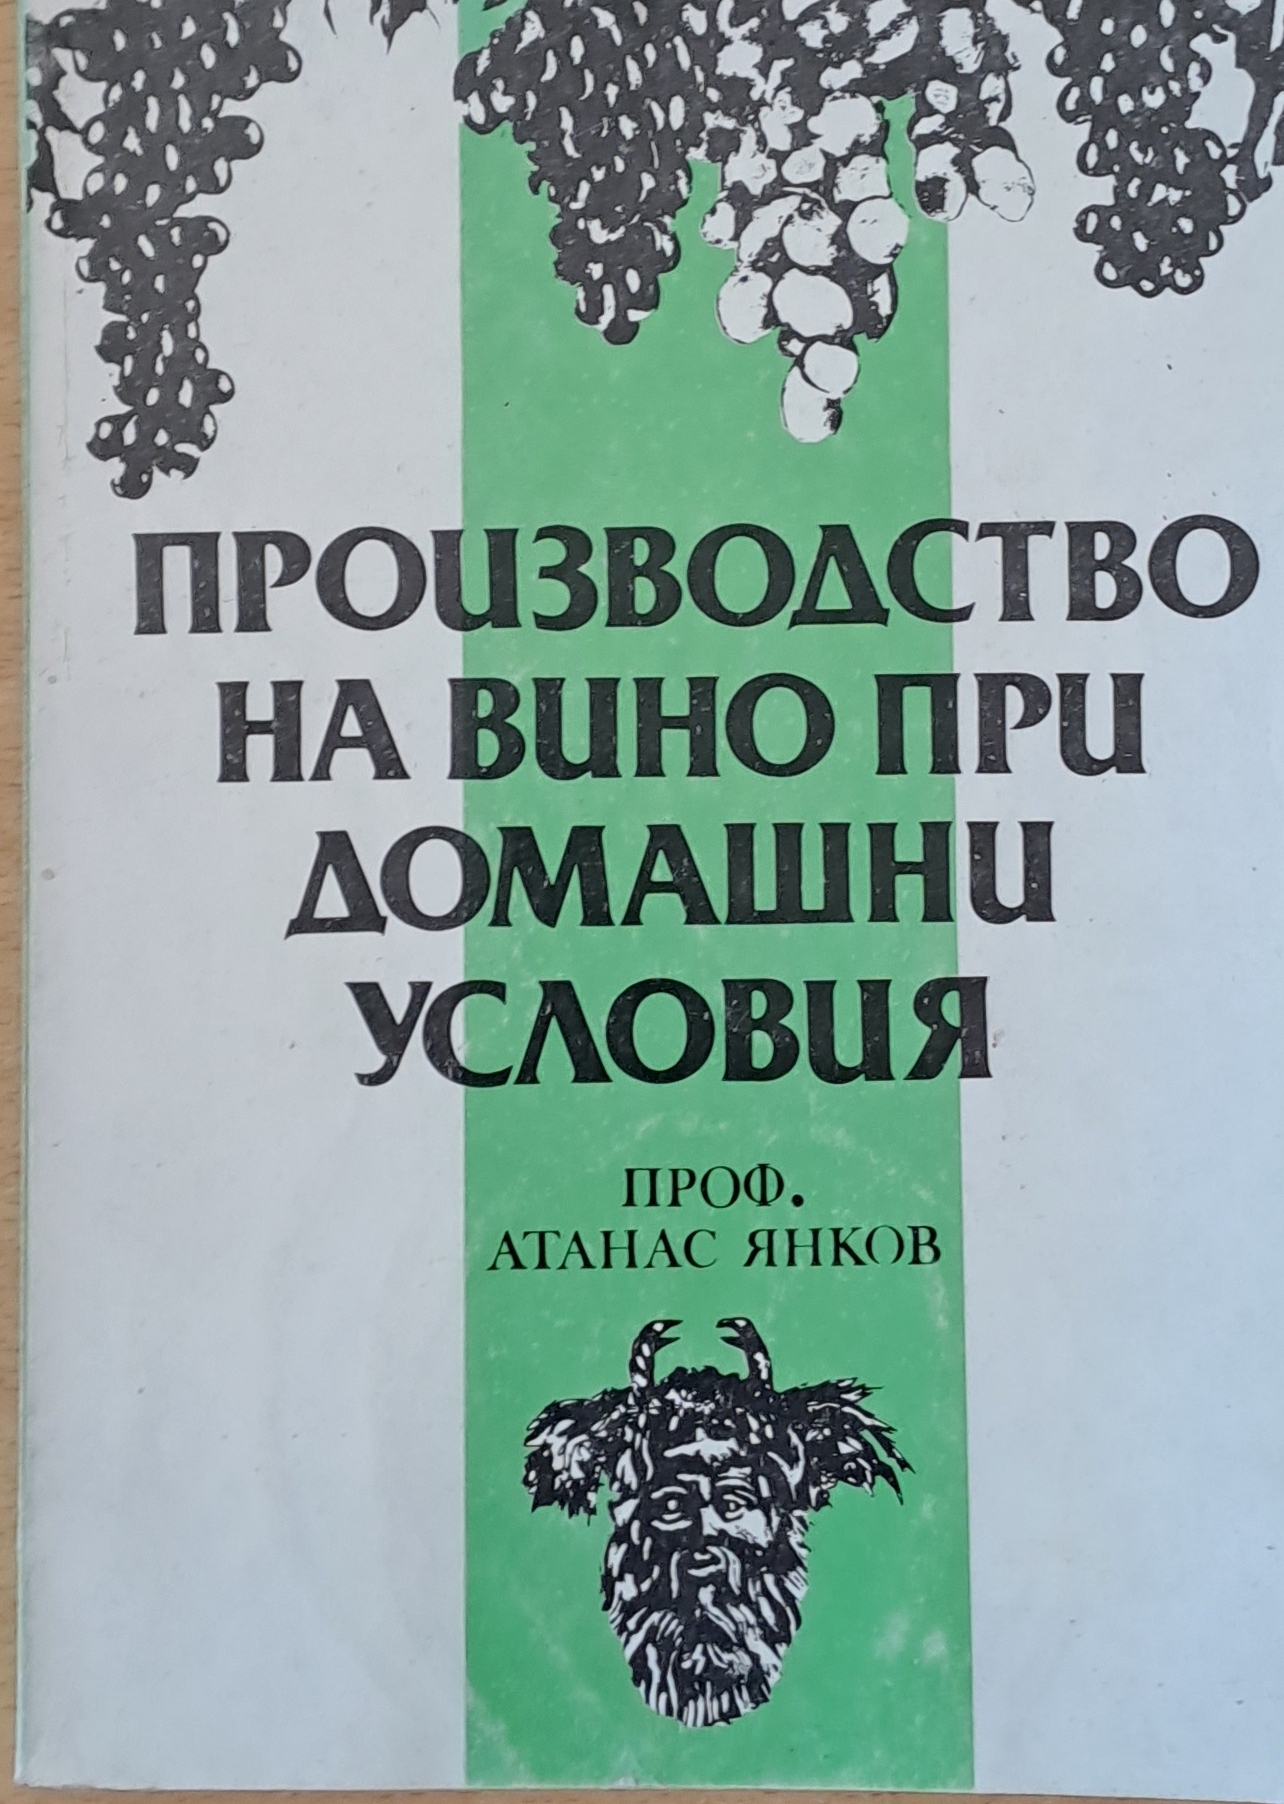 ПРОИЗВОДСТВО
НА ВИНО ПРИ
ДОМАШНИ
УСЛОВИЯ
ПРОФ.
АТАНАС ЯНКОВ